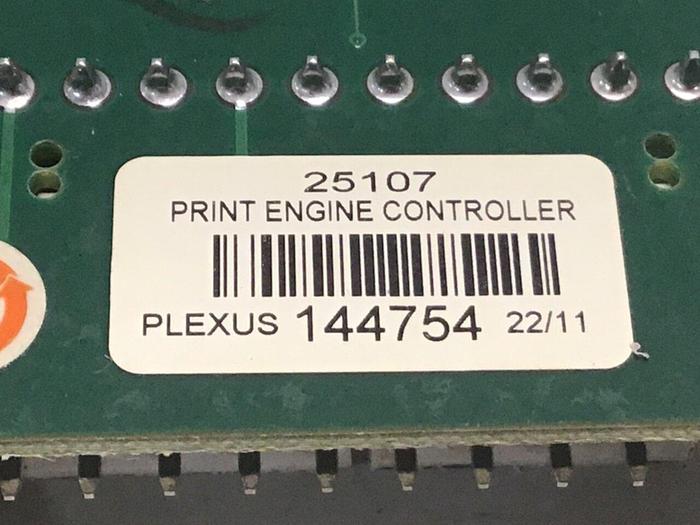 25107
PRINT ENGINE CONTROLLER
PLEXUS 144754 22/11